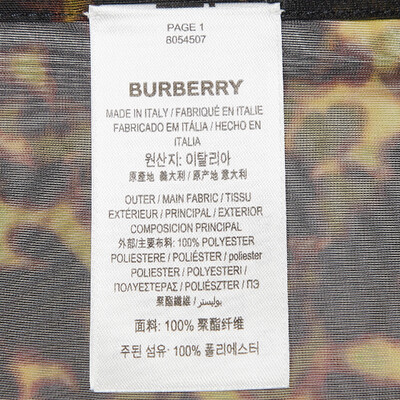 PAGE 1
8054507
BURBERRY
MADE IN ITALY / FABRIQUÉ EN ITALIE
FABRICADO EM ITÁLIA / HECHO EN
ITALIA
원산지: 이탈리아
原產地 義大利 / 原产地 意大利
OUTER / MAIN FABRIC / TISSU
EXTÉRIEUR / PRINCIPAL / EXTERIOR
COMPOSICION PRINCIPAL
外部/主要布料: 100% POLYESTER
POLIESTERE / POLIÉSTER / poliester
POLIESTER / POLYESTERI /
ΠΟΛΥΕΣΤΕΡΑΣ / POLIÉSZTER / ПЭ
聚酯纖維 / بوليستر
面料: 100% 聚酯纤维
주된 섬유: 100% 폴리에스터